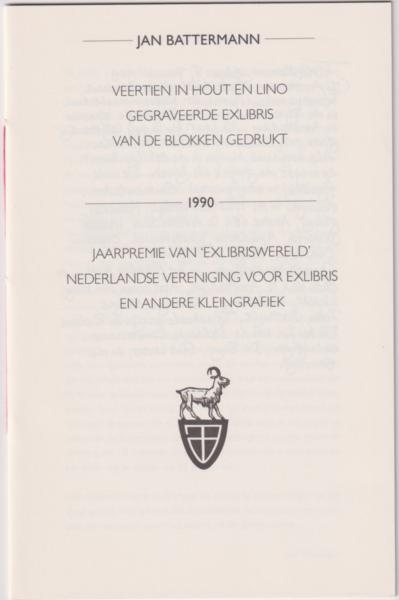 JAN BATTERMANN
VEERTIEN IN HOUT EN LINO
GEGRAVEERDE EXLIBRIS
VAN DE BLOKKEN GEDRUKT
1990
JAARPREMIE VAN ‘EXLIBRISWERELD’
NEDERLANDSE VERENIGING VOOR EXLIBRIS
EN ANDERE KLEINGRAFIEK